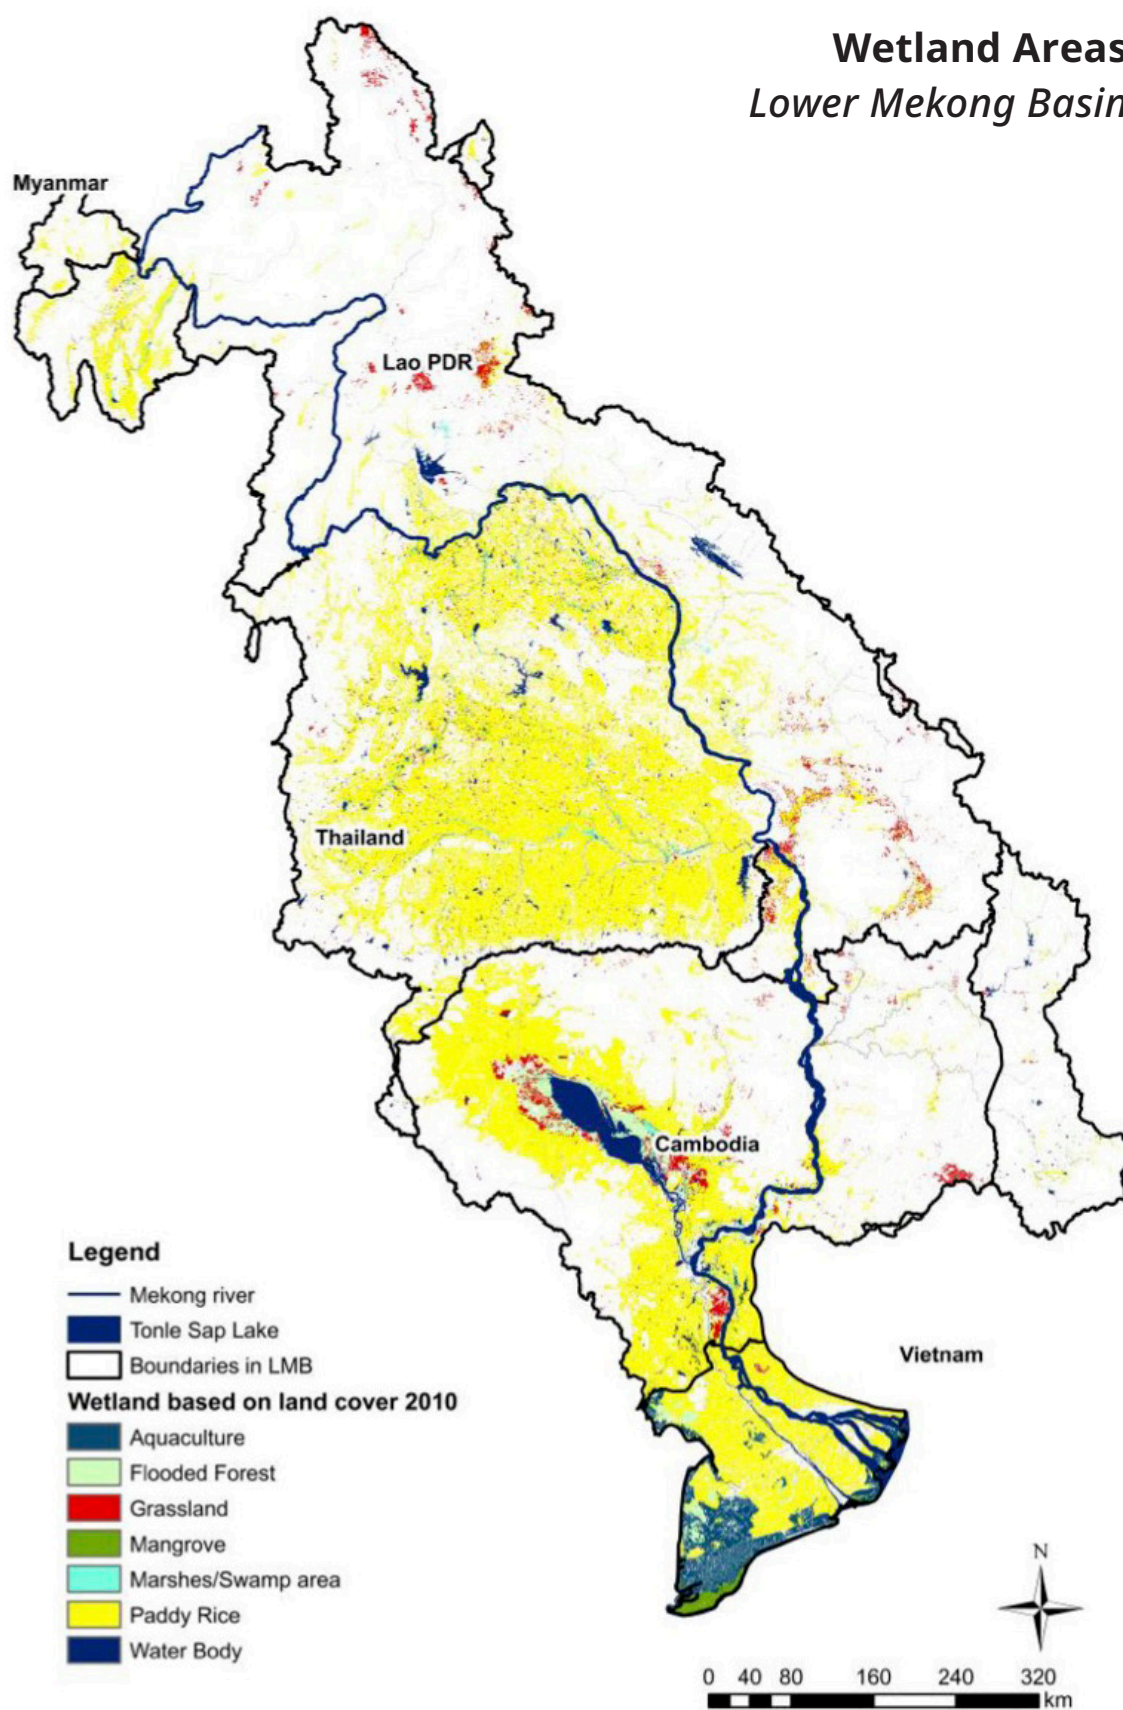 Wetland Areas
Lower Mekong Basin
Myanmar
Lao PDR
Thailand
Cambodia
Vietnam
Legend
Mekong river
Tonle Sap Lake
Boundaries in LMB
Wetland based on land cover 2010
Aquaculture
Flooded Forest
Grassland
Mangrove
Marshes/Swamp area
Paddy Rice
Water Body
N
0 40 80 160 240 320
km